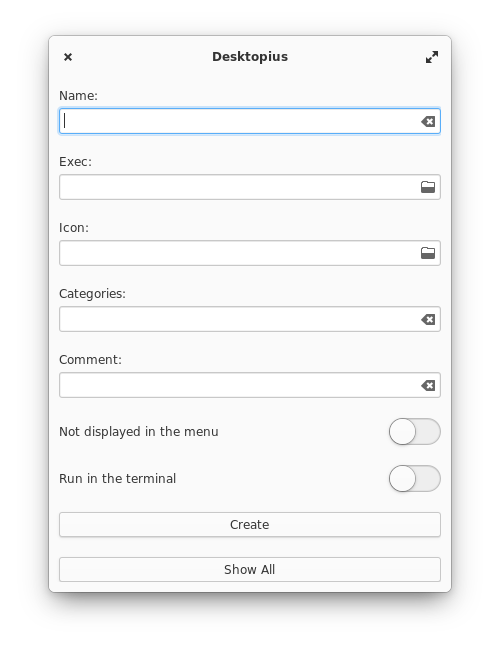 Desktopius
Name:
Exec:
Icon:
Categories:
Comment:
Not displayed in the menu
Run in the terminal
Create
Show All